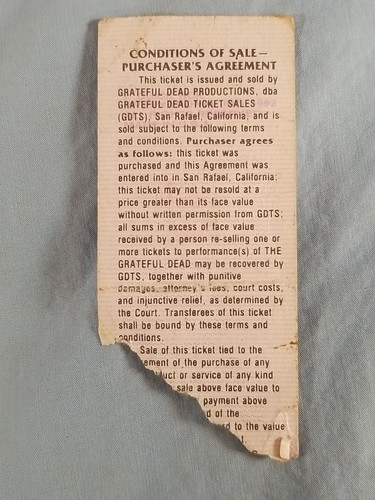 CONDITIONS OF SALE—
PURCHASER'S AGREEMENT
This ticket is issued and sold by
GRATEFUL DEAD PRODUCTIONS, dba
GRATEFUL DEAD TICKET SALES
(GDTS), San Rafael, California, and is
sold subject to the following terms
and conditions. Purchaser agrees
as follows: this ticket was
purchased and this Agreement was
entered into in San Rafael, California;
this ticket may not be resold at a
price greater than its face value
without written permission from GDTS;
all sums in excess of face value
received by a person re-selling one or
more tickets to performance(s) of THE
GRATEFUL DEAD may be recovered by
GDTS, together with punitive
damages, attorney's fees, court costs,
and injunctive relief, as determined by
the Court. Transferees of this ticket
shall be bound by these terms and
conditions.
Sale of this ticket tied to the
ement of the purchase of any
duct or service of any kind
sale above face value to
payment above
d of the
rd to the value